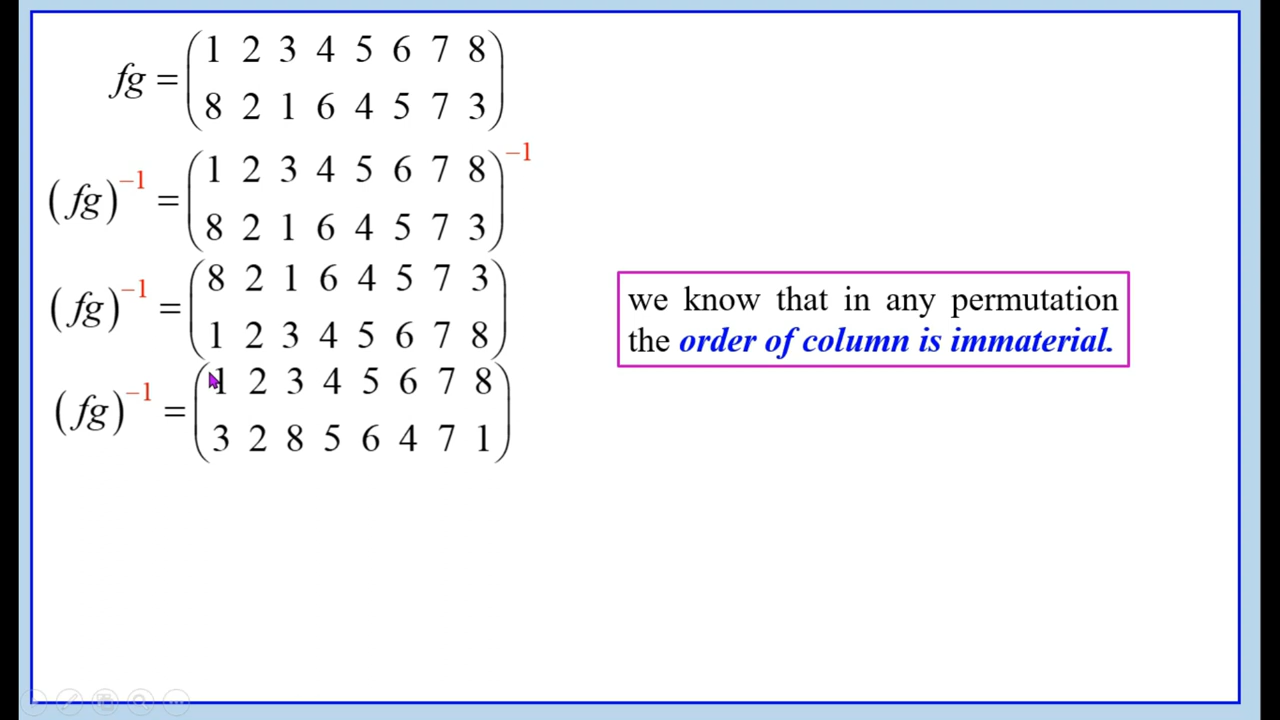 fg = ( 1 2 3 4 5 6 7 8
8 2 1 6 4 5 7 3 )
( fg )⁻¹ = ( 1 2 3 4 5 6 7 8
8 2 1 6 4 5 7 3 )⁻¹
( fg )⁻¹ = ( 8 2 1 6 4 5 7 3
1 2 3 4 5 6 7 8 )
we know that in any permutation
the order of column is immaterial.
( fg )⁻¹ = ( 1 2 3 4 5 6 7 8
3 2 8 5 6 4 7 1 )